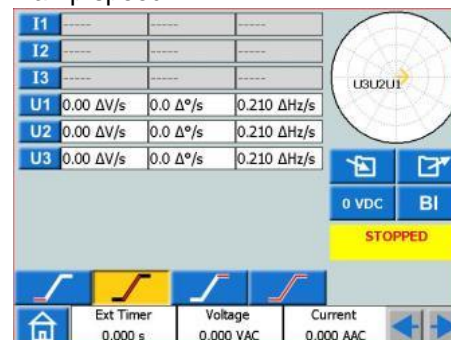 I1 ----- ----- -----
I2 ----- ----- -----
I3 ----- ----- -----
U1 0.00 ΔV/s 0.0 Δ°/s 0.210 ΔHz/s
U2 0.00 ΔV/s 0.0 Δ°/s 0.210 ΔHz/s
U3 0.00 ΔV/s 0.0 Δ°/s 0.210 ΔHz/s
U3U2U1
0 VDC BI
STOPPED
Ext Timer Voltage Current
0.000 s 0.000 VAC 0.000 AAC